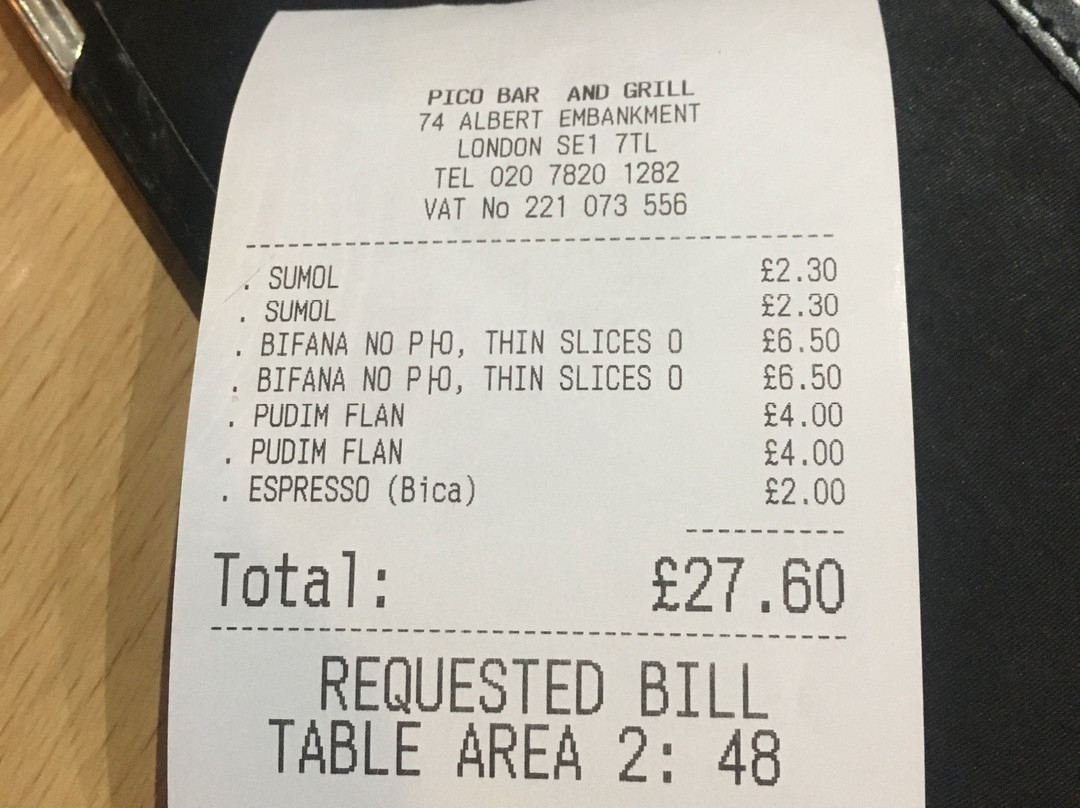 PICO BAR AND GRILL
74 ALBERT EMBANKMENT
LONDON SE1 7TL
TEL 020 7820 1282
VAT No 221 073 556
. SUMOL £2.30
. SUMOL £2.30
. BIFANA NO P├O, THIN SLICES O £6.50
. BIFANA NO P├O, THIN SLICES O £6.50
. PUDIM FLAN £4.00
. PUDIM FLAN £4.00
. ESPRESSO (Bica) £2.00
Total: £27.60
REQUESTED BILL
TABLE AREA 2: 48